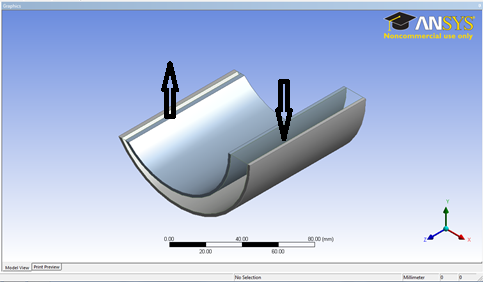 Graphics
ANSYS
Noncommercial use only
0.00 40.00 80.00 (mm)
20.00 60.00
Y
Z X
Model View Print Preview
No Selection Millimeter 0 0